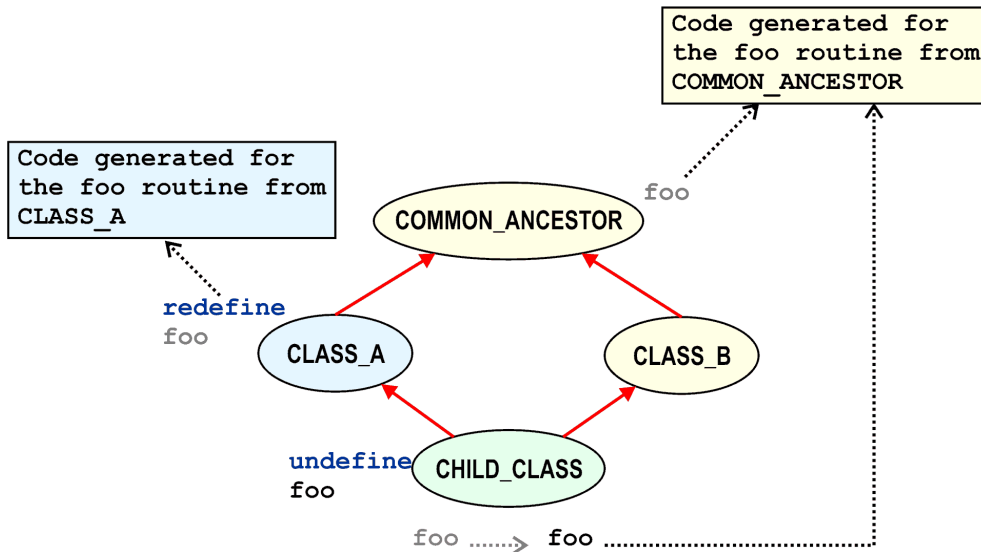 Code generated for
the foo routine from
COMMON_ANCESTOR
Code generated for
the foo routine from
CLASS_A
foo
COMMON_ANCESTOR
redefine
foo
CLASS_A
CLASS_B
undefine
foo
CHILD_CLASS
foo
foo